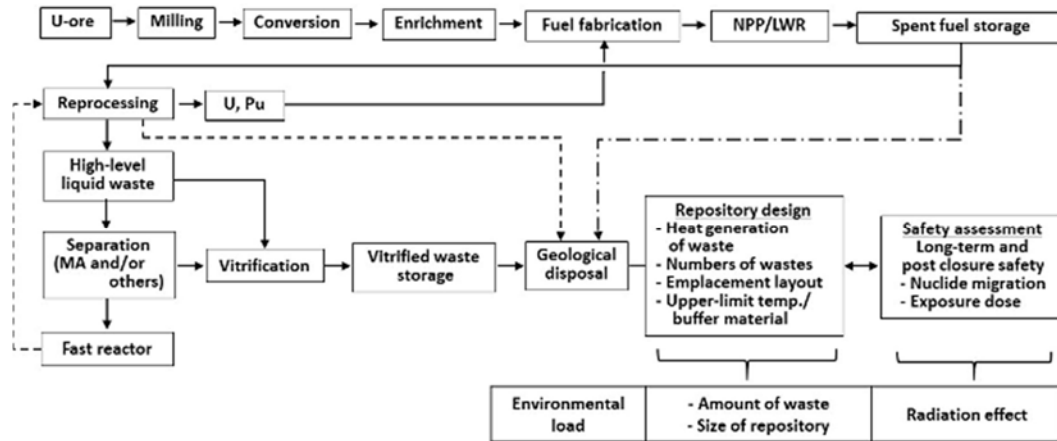 U-ore
Milling
Conversion
Enrichment
Fuel fabrication
NPP/LWR
Spent fuel storage
Reprocessing
U, Pu
High-level
liquid waste
Separation
(MA and/or
others)
Vitrification
Vitrified waste
storage
Geological
disposal
Repository design
- Heat generation
of waste
- Numbers of wastes
- Emplacement layout
- Upper-limit temp./
buffer material
Safety assessment
Long-term and
post closure safety
- Nuclide migration
- Exposure dose
Fast reactor
Environmental
load
- Amount of waste
- Size of repository
Radiation effect